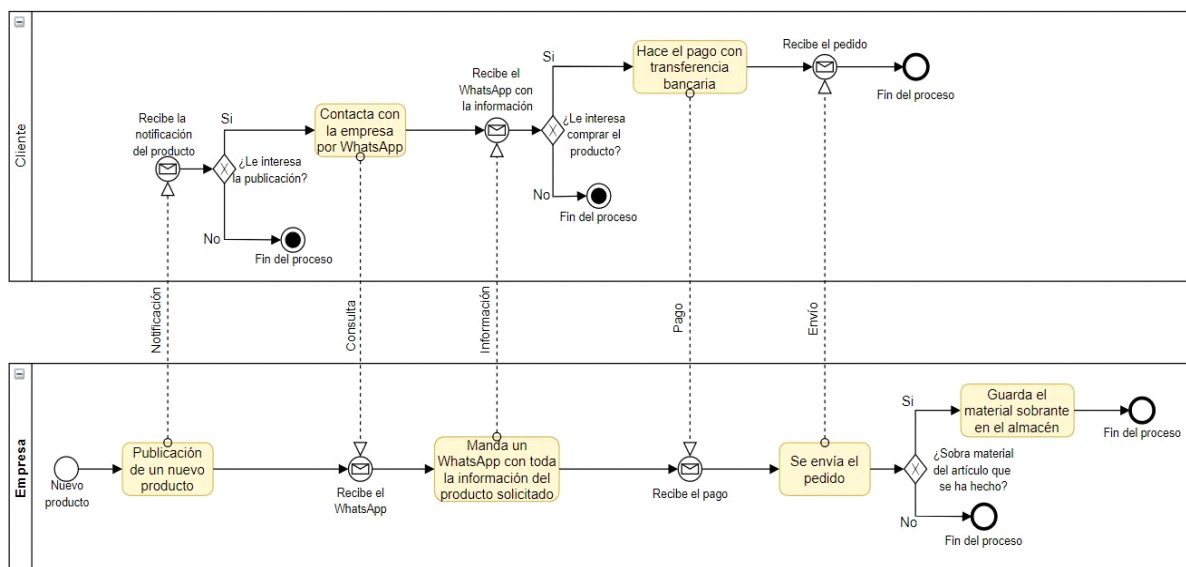 Cliente
Recibe la
notificación
del producto
Si
¿Le interesa
la publicación?
No
Fin del proceso
Contacta con
la empresa
por WhatsApp
Recibe el
WhatsApp con
la información
Si
¿Le interesa
comprar el
producto?
No
Fin del proceso
Hace el pago con
transferencia
bancaria
Recibe el pedido
Fin del proceso
Notificación
Consulta
Información
Pago
Envío
Empresa
Nuevo
producto
Publicación
de un nuevo
producto
Recibe el
WhatsApp
Manda un
WhatsApp con toda
la información del
producto solicitado
Recibe el pago
Se envía el
pedido
Si
¿Sobra material
del artículo que
se ha hecho?
No
Fin del proceso
Guarda el
material sobrante
en el almacén
Fin del proceso